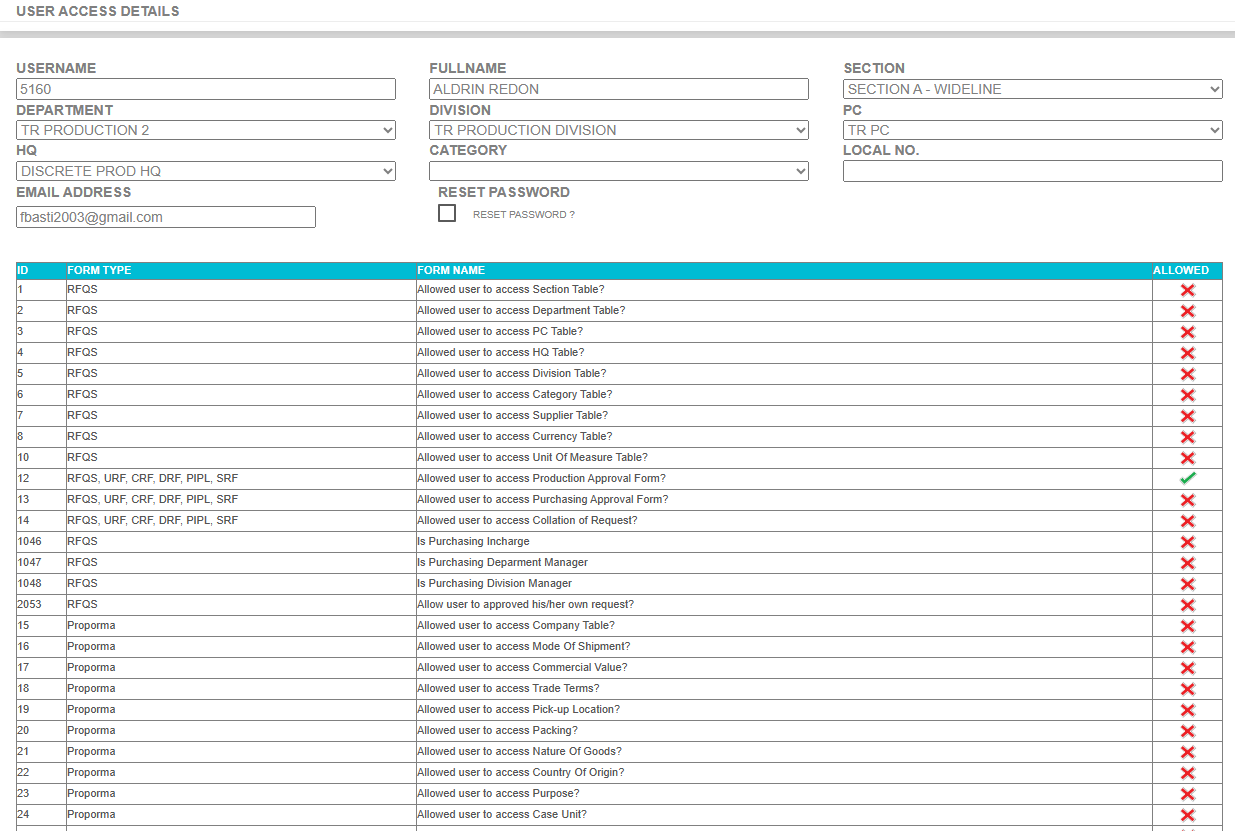 USER ACCESS DETAILS
USERNAME FULLNAME SECTION
5160 ALDRIN REDON SECTION A - WIDELINE
DEPARTMENT DIVISION PC
TR PRODUCTION 2 TR PRODUCTION DIVISION TR PC
HQ CATEGORY LOCAL NO.
DISCRETE PROD HQ
EMAIL ADDRESS RESET PASSWORD
fbasti2003@gmail.com RESET PASSWORD ?
ID FORM TYPE FORM NAME ALLOWED
1 RFQS Allowed user to access Section Table?
2 RFQS Allowed user to access Department Table?
3 RFQS Allowed user to access PC Table?
4 RFQS Allowed user to access HQ Table?
5 RFQS Allowed user to access Division Table?
6 RFQS Allowed user to access Category Table?
7 RFQS Allowed user to access Supplier Table?
8 RFQS Allowed user to access Currency Table?
10 RFQS Allowed user to access Unit Of Measure Table?
12 RFQS, URF, CRF, DRF, PIPL, SRF Allowed user to access Production Approval Form?
13 RFQS, URF, CRF, DRF, PIPL, SRF Allowed user to access Purchasing Approval Form?
14 RFQS, URF, CRF, DRF, PIPL, SRF Allowed user to access Collation of Request?
1046 RFQS Is Purchasing Incharge
1047 RFQS Is Purchasing Deparment Manager
1048 RFQS Is Purchasing Division Manager
2053 RFQS Allow user to approved his/her own request?
15 Proporma Allowed user to access Company Table?
16 Proporma Allowed user to access Mode Of Shipment?
17 Proporma Allowed user to access Commercial Value?
18 Proporma Allowed user to access Trade Terms?
19 Proporma Allowed user to access Pick-up Location?
20 Proporma Allowed user to access Packing?
21 Proporma Allowed user to access Nature Of Goods?
22 Proporma Allowed user to access Country Of Origin?
23 Proporma Allowed user to access Purpose?
24 Proporma Allowed user to access Case Unit?